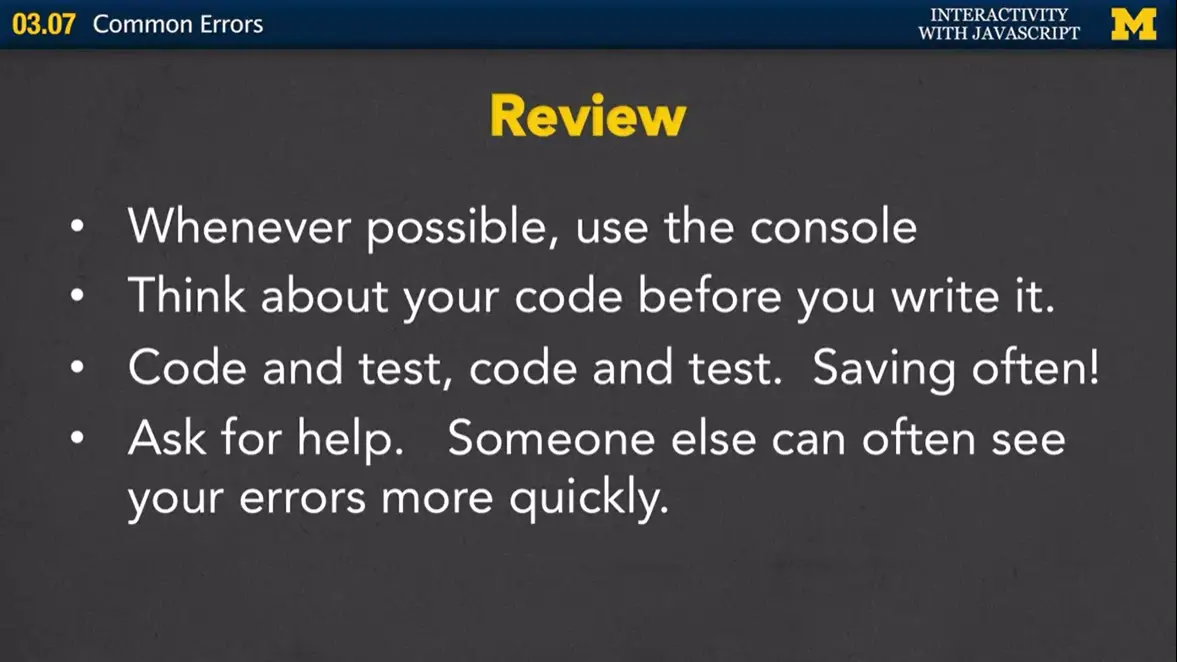 03.07 Common Errors
INTERACTIVITY
WITH JAVASCRIPT
M
Review
• Whenever possible, use the console
• Think about your code before you write it.
• Code and test, code and test.  Saving often!
• Ask for help.   Someone else can often see
your errors more quickly.